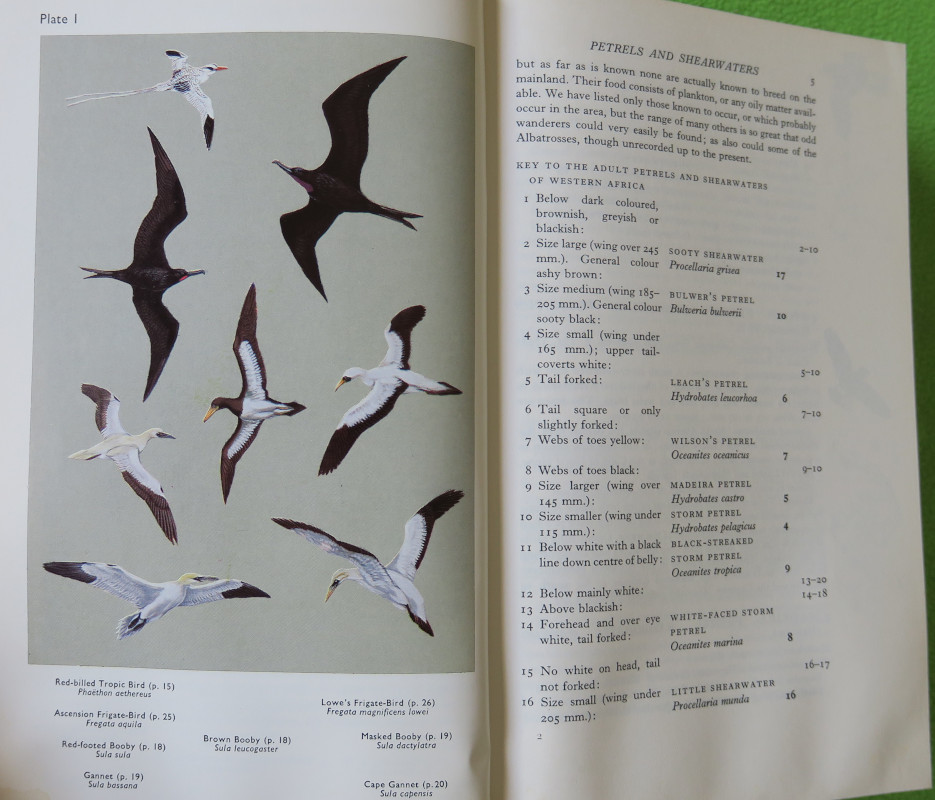 Plate 1
Red-billed Tropic Bird (p. 15)
Phaëthon aethereus
Lowe's Frigate-Bird (p. 26)
Fregata magnificens lowei
Ascension Frigate-Bird (p. 25)
Fregata aquila
Red-footed Booby (p. 18)
Sula sula
Brown Booby (p. 18)
Sula leucogaster
Masked Booby (p. 19)
Sula dactylatra
Gannet (p. 19)
Sula bassana
Cape Gannet (p. 20)
Sula capensis
PETRELS AND SHEARWATERS 5
but as far as is known none are actually known to breed on the
mainland. Their food consists of plankton, or any oily matter avail-
able. We have listed only those known to occur, or which probably
occur in the area, but the range of many others is so great that odd
wanderers could very easily be found; as also could some of the
Albatrosses, though unrecorded up to the present.
KEY TO THE ADULT PETRELS AND SHEARWATERS
OF WESTERN AFRICA
1 Below dark coloured,
brownish, greyish or
blackish: 2-10
2 Size large (wing over 245 SOOTY SHEARWATER
mm.). General colour Procellaria grisea 17
ashy brown:
3 Size medium (wing 185– BULWER'S PETREL
205 mm.). General colour Bulweria bulwerii 10
sooty black:
4 Size small (wing under
165 mm.); upper tail-
coverts white: 5-10
5 Tail forked: LEACH'S PETREL
Hydrobates leucorhoa 6
6 Tail square or only 7-10
slightly forked:
7 Webs of toes yellow: WILSON'S PETREL
Oceanites oceanicus 7
8 Webs of toes black: 9-10
9 Size larger (wing over MADEIRA PETREL
145 mm.): Hydrobates castro 5
10 Size smaller (wing under STORM PETREL
115 mm.): Hydrobates pelagicus 4
11 Below white with a black BLACK-STREAKED
line down centre of belly: STORM PETREL
Oceanites tropica 9
12 Below mainly white: 13-20
13 Above blackish: 14-18
14 Forehead and over eye WHITE-FACED STORM
white, tail forked: PETREL
Oceanites marina 8
15 No white on head, tail 16-17
not forked:
16 Size small (wing under LITTLE SHEARWATER
205 mm.): Procellaria munda 16
2